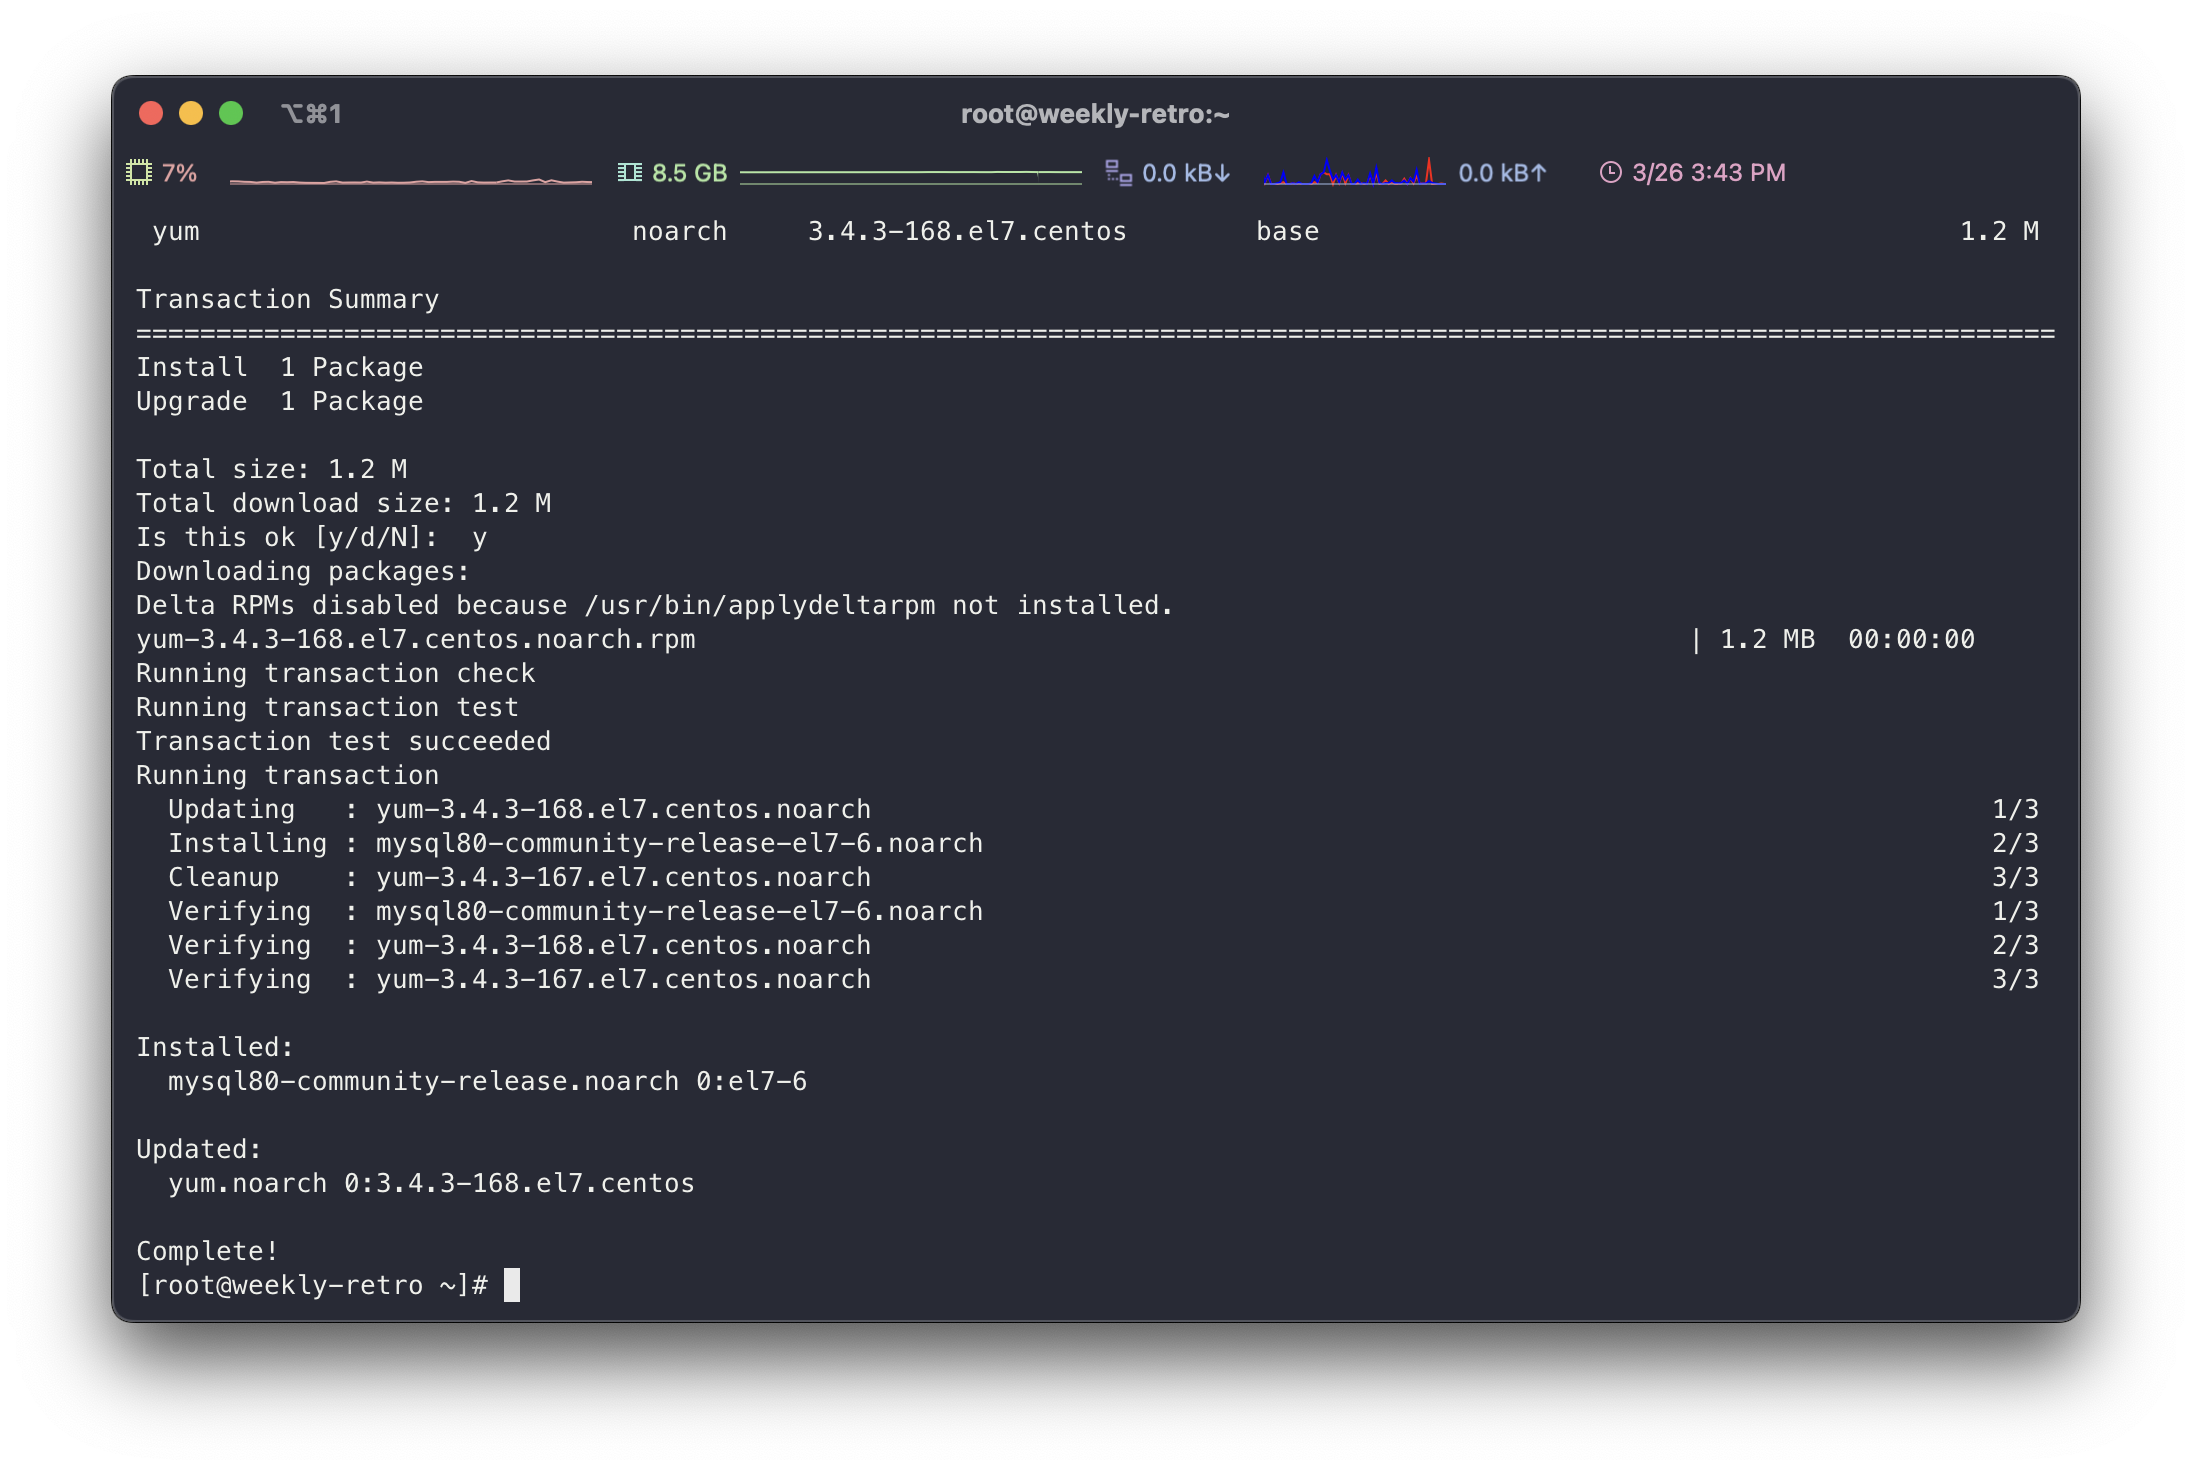 ⌥⌘1 root@weekly-retro:~
7% 8.5 GB 0.0 kB↓ 0.0 kB↑ 3/26 3:43 PM
yum noarch 3.4.3-168.el7.centos base 1.2 M
Transaction Summary
========================================================================================================================
Install  1 Package
Upgrade  1 Package
Total size: 1.2 M
Total download size: 1.2 M
Is this ok [y/d/N]:  y
Downloading packages:
Delta RPMs disabled because /usr/bin/applydeltarpm not installed.
yum-3.4.3-168.el7.centos.noarch.rpm | 1.2 MB  00:00:00
Running transaction check
Running transaction test
Transaction test succeeded
Running transaction
Updating   : yum-3.4.3-168.el7.centos.noarch 1/3
Installing : mysql80-community-release-el7-6.noarch 2/3
Cleanup    : yum-3.4.3-167.el7.centos.noarch 3/3
Verifying  : mysql80-community-release-el7-6.noarch 1/3
Verifying  : yum-3.4.3-168.el7.centos.noarch 2/3
Verifying  : yum-3.4.3-167.el7.centos.noarch 3/3
Installed:
mysql80-community-release.noarch 0:el7-6
Updated:
yum.noarch 0:3.4.3-168.el7.centos
Complete!
[root@weekly-retro ~]#